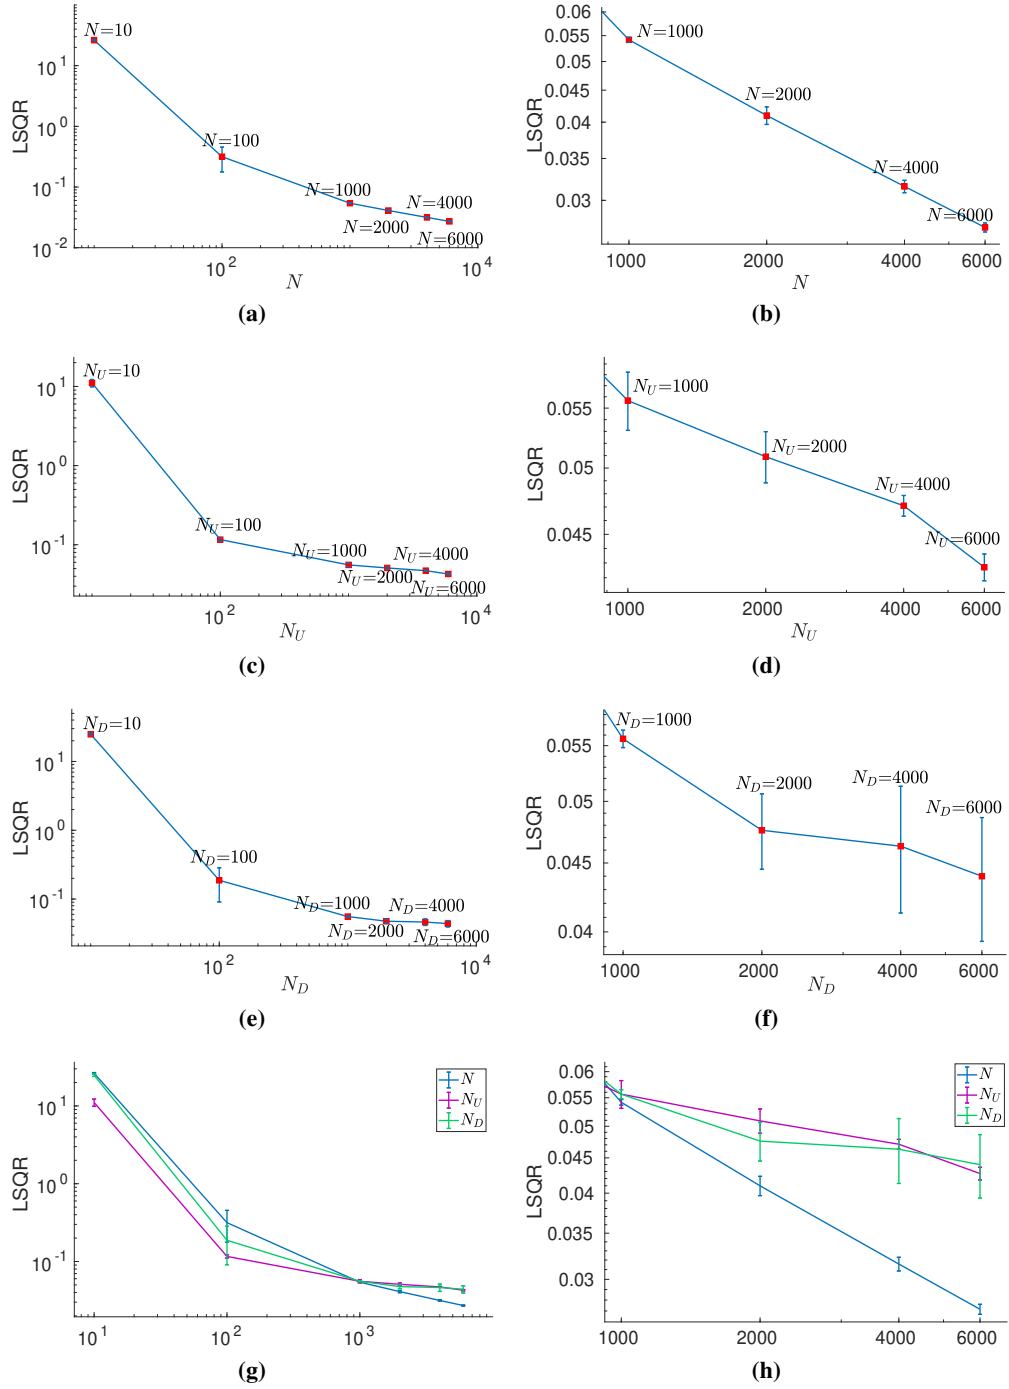 LSQR
10^1
10^0
10^-1
10^-2
N=10
N=100
N=1000
N=2000
N=4000
N=6000
10^2
10^4
N
(a)
LSQR
0.06
0.055
0.05
0.045
0.04
0.035
0.03
N=1000
N=2000
N=4000
N=6000
1000
2000
4000
6000
N
(b)
LSQR
10^1
10^0
10^-1
N_U=10
N_U=100
N_U=1000
N_U=2000
N_U=4000
N_U=6000
10^2
10^4
N_U
(c)
LSQR
0.055
0.05
0.045
N_U=1000
N_U=2000
N_U=4000
N_U=6000
1000
2000
4000
6000
N_U
(d)
LSQR
10^1
10^0
10^-1
N_D=10
N_D=100
N_D=1000
N_D=2000
N_D=4000
N_D=6000
10^2
10^4
N_D
(e)
LSQR
0.055
0.05
0.045
0.04
N_D=1000
N_D=2000
N_D=4000
N_D=6000
1000
2000
4000
6000
N_D
(f)
LSQR
10^1
10^0
10^-1
N
N_U
N_D
10^1
10^2
10^3
(g)
LSQR
0.06
0.055
0.05
0.045
0.04
0.035
0.03
N
N_U
N_D
1000
2000
4000
6000
(h)